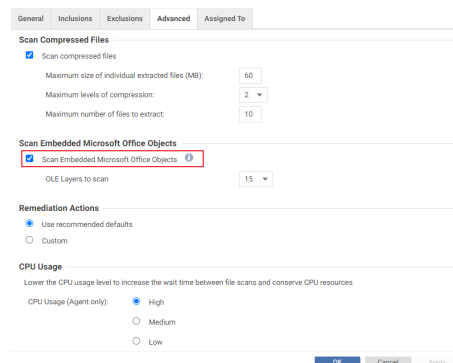 General Inclusions Exclusions Advanced Assigned To
Scan Compressed Files
Scan compressed files
Maximum size of individual extracted files (MB): 60
Maximum levels of compression: 2
Maximum number of files to extract: 10
Scan Embedded Microsoft Office Objects
Scan Embedded Microsoft Office Objects
OLE Layers to scan 15
Remediation Actions
Use recommended defaults
Custom
CPU Usage
Lower the CPU usage level to increase the wait time between file scans and conserve CPU resources
CPU Usage (Agent only): High
Medium
Low
OK Cancel Apply